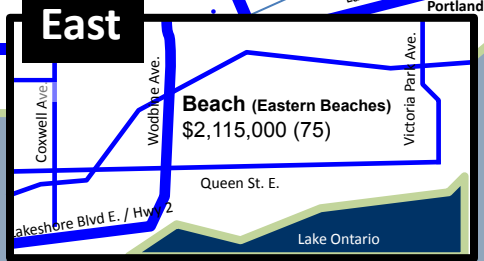 Portland
East
Coxwell Ave.
Woodbine Ave.
Victoria Park Ave.
Beach (Eastern Beaches)
$2,115,000 (75)
Queen St. E.
Lakeshore Blvd E. / Hwy 2
Lake Ontario